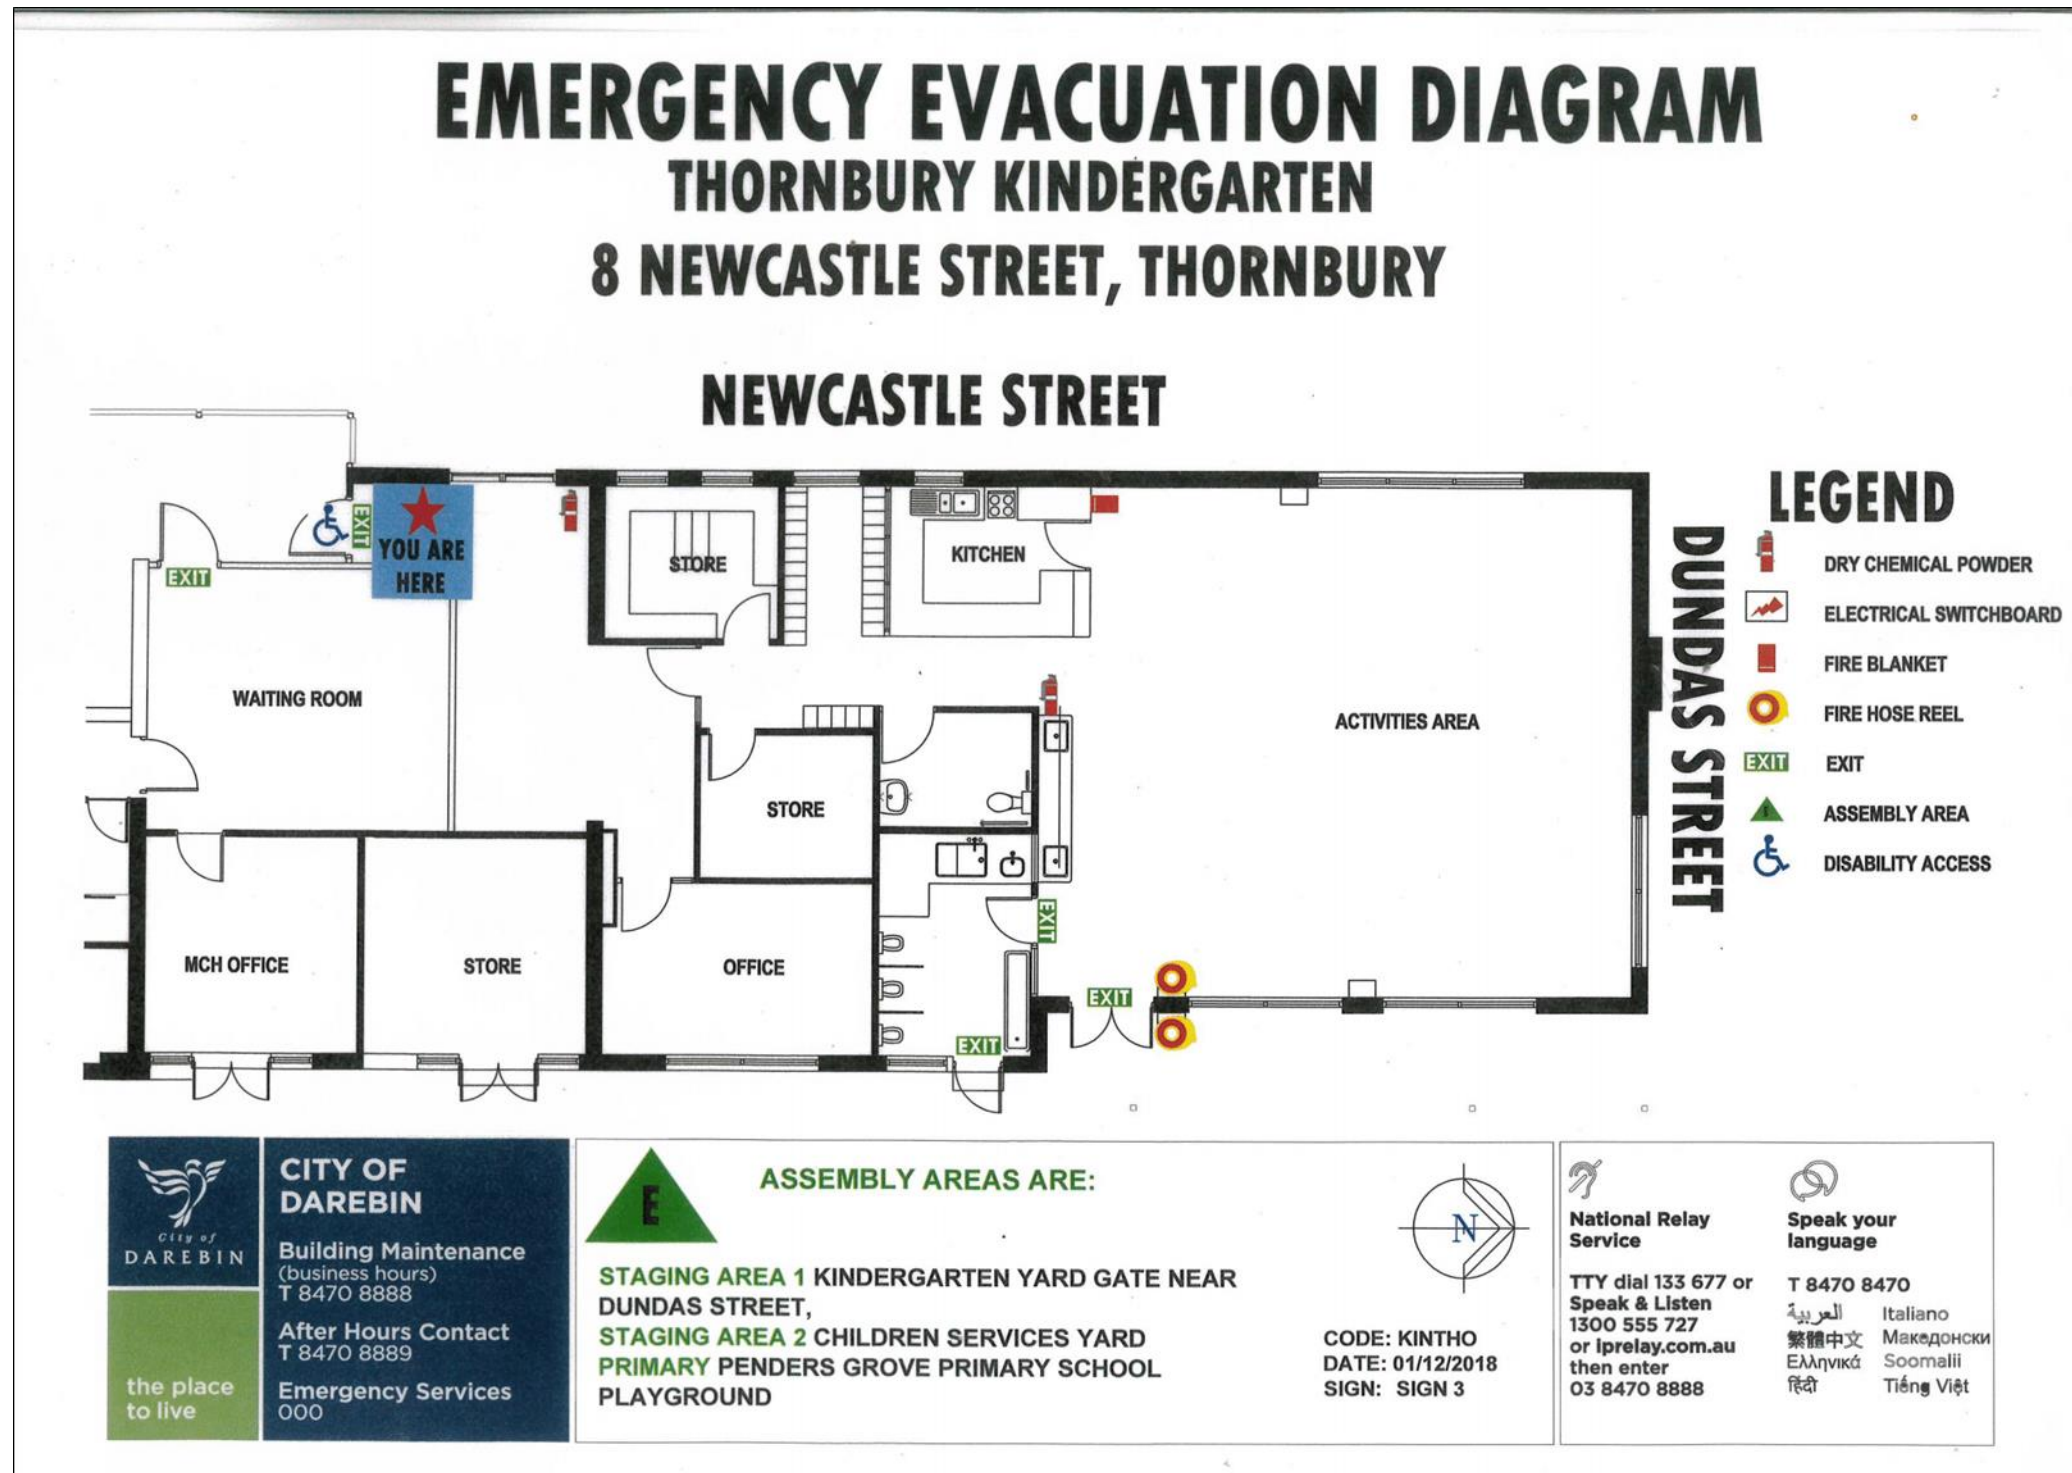 EMERGENCY EVACUATION DIAGRAM
THORNBURY KINDERGARTEN
8 NEWCASTLE STREET, THORNBURY
NEWCASTLE STREET
EXIT
EXIT
YOU ARE
HERE
STORE
KITCHEN
WAITING ROOM
ACTIVITIES AREA
STORE
MCH OFFICE
STORE
OFFICE
EXIT
EXIT
EXIT
DUNDAS STREET
LEGEND
DRY CHEMICAL POWDER
ELECTRICAL SWITCHBOARD
FIRE BLANKET
FIRE HOSE REEL
EXIT EXIT
E ASSEMBLY AREA
DISABILITY ACCESS
City of
DAREBIN
the place
to live
CITY OF
DAREBIN
Building Maintenance
(business hours)
T 8470 8888
After Hours Contact
T 8470 8889
Emergency Services
000
E
ASSEMBLY AREAS ARE:
STAGING AREA 1 KINDERGARTEN YARD GATE NEAR
DUNDAS STREET,
STAGING AREA 2 CHILDREN SERVICES YARD
PRIMARY PENDERS GROVE PRIMARY SCHOOL
PLAYGROUND
N
CODE: KINTHO
DATE: 01/12/2018
SIGN: SIGN 3
National Relay
Service
TTY dial 133 677 or
Speak & Listen
1300 555 727
or iprelay.com.au
then enter
03 8470 8888
Speak your
language
T 8470 8470
العربية Italiano
繁體中文 Македонски
Ελληνικά Soomalii
हिंदी Tiếng Việt